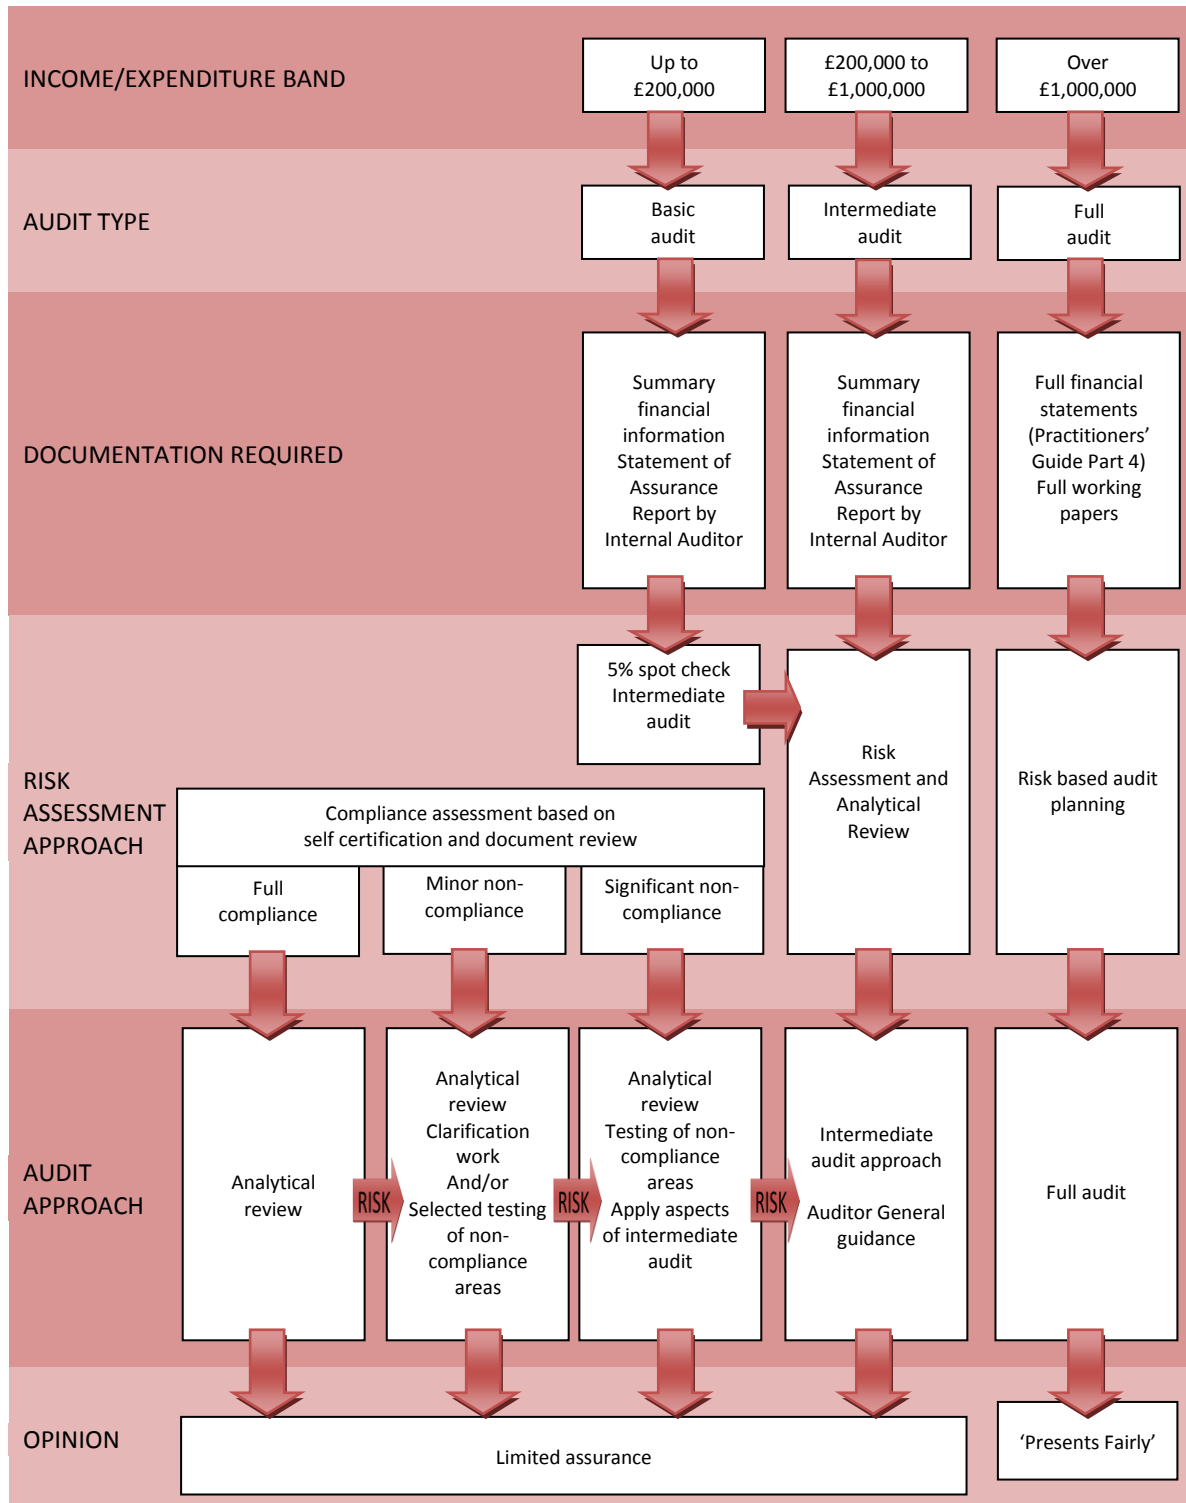 INCOME/EXPENDITURE BAND
Up to
£200,000
£200,000 to
£1,000,000
Over
£1,000,000
AUDIT TYPE
Basic
audit
Intermediate
audit
Full
audit
DOCUMENTATION REQUIRED
Summary
financial
information
Statement of
Assurance
Report by
Internal Auditor
Summary
financial
information
Statement of
Assurance
Report by
Internal Auditor
Full financial
statements
(Practitioners’
Guide Part 4)
Full working
papers
RISK
ASSESSMENT
APPROACH
5% spot check
Intermediate
audit
Compliance assessment based on
self certification and document review
Full
compliance
Minor non-
compliance
Significant non-
compliance
Risk
Assessment and
Analytical
Review
Risk based audit
planning
AUDIT
APPROACH
Analytical
review
RISK
Analytical
review
Clarification
work
And/or
Selected testing
of non-
compliance
areas
RISK
Analytical
review
Testing of non-
compliance
areas
Apply aspects
of intermediate
audit
RISK
Intermediate
audit approach
Auditor General
guidance
Full audit
OPINION
Limited assurance
‘Presents Fairly’